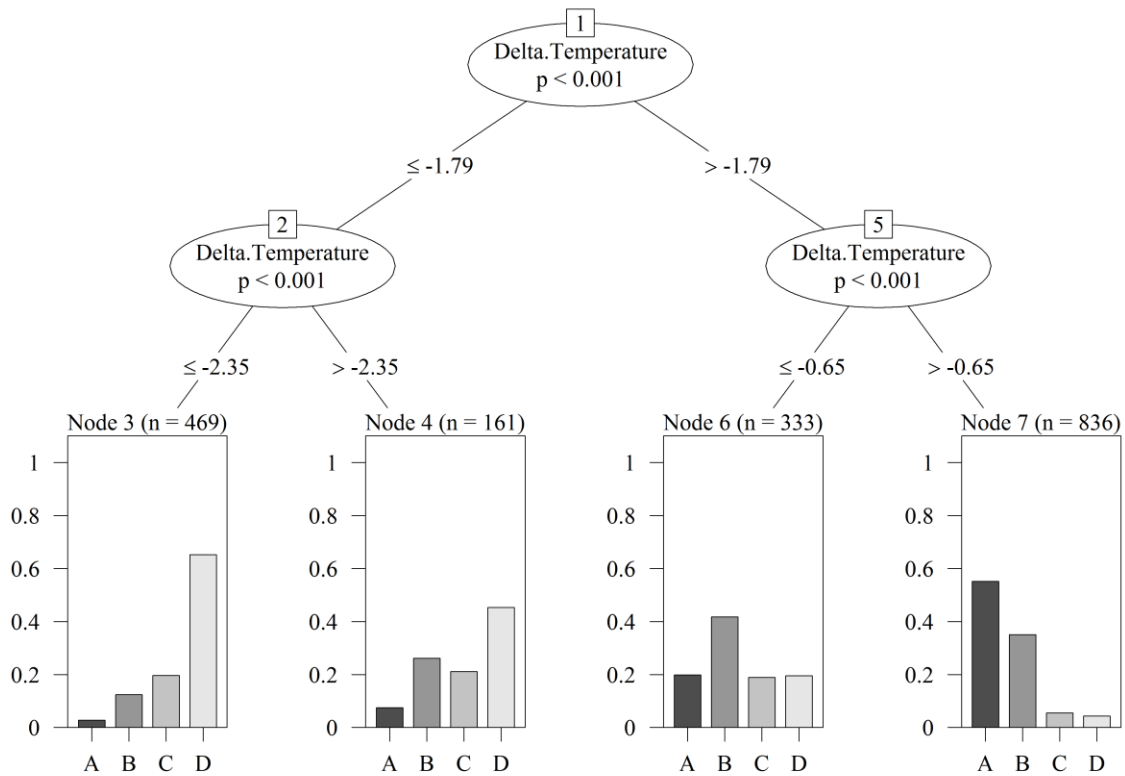 1
Delta.Temperature
p < 0.001
≤ -1.79
> -1.79
2
Delta.Temperature
p < 0.001
5
Delta.Temperature
p < 0.001
≤ -2.35
> -2.35
≤ -0.65
> -0.65
Node 3 (n = 469)
1
0.8
0.6
0.4
0.2
0
A B C D
Node 4 (n = 161)
1
0.8
0.6
0.4
0.2
0
A B C D
Node 6 (n = 333)
1
0.8
0.6
0.4
0.2
0
A B C D
Node 7 (n = 836)
1
0.8
0.6
0.4
0.2
0
A B C D